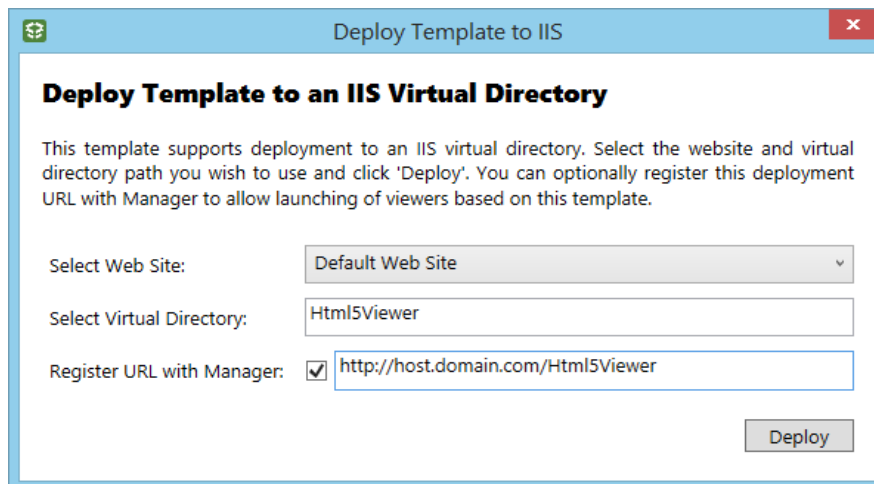 Deploy Template to IIS
Deploy Template to an IIS Virtual Directory
This template supports deployment to an IIS virtual directory. Select the website and virtual
directory path you wish to use and click 'Deploy'. You can optionally register this deployment
URL with Manager to allow launching of viewers based on this template.
Select Web Site: Default Web Site
Select Virtual Directory: Html5Viewer
Register URL with Manager: http://host.domain.com/Html5Viewer
Deploy